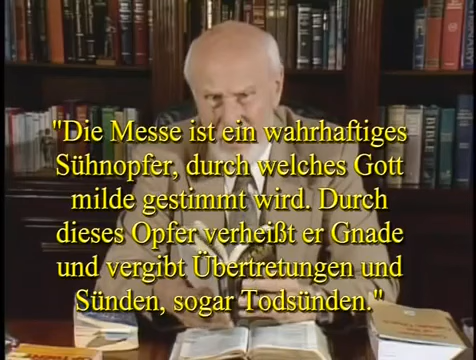 "Die Messe ist ein wahrhaftiges
Sühnopfer, durch welches Gott
milde gestimmt wird. Durch
dieses Opfer verheißt er Gnade
und vergibt Übertretungen und
Sünden, sogar Todsünden."